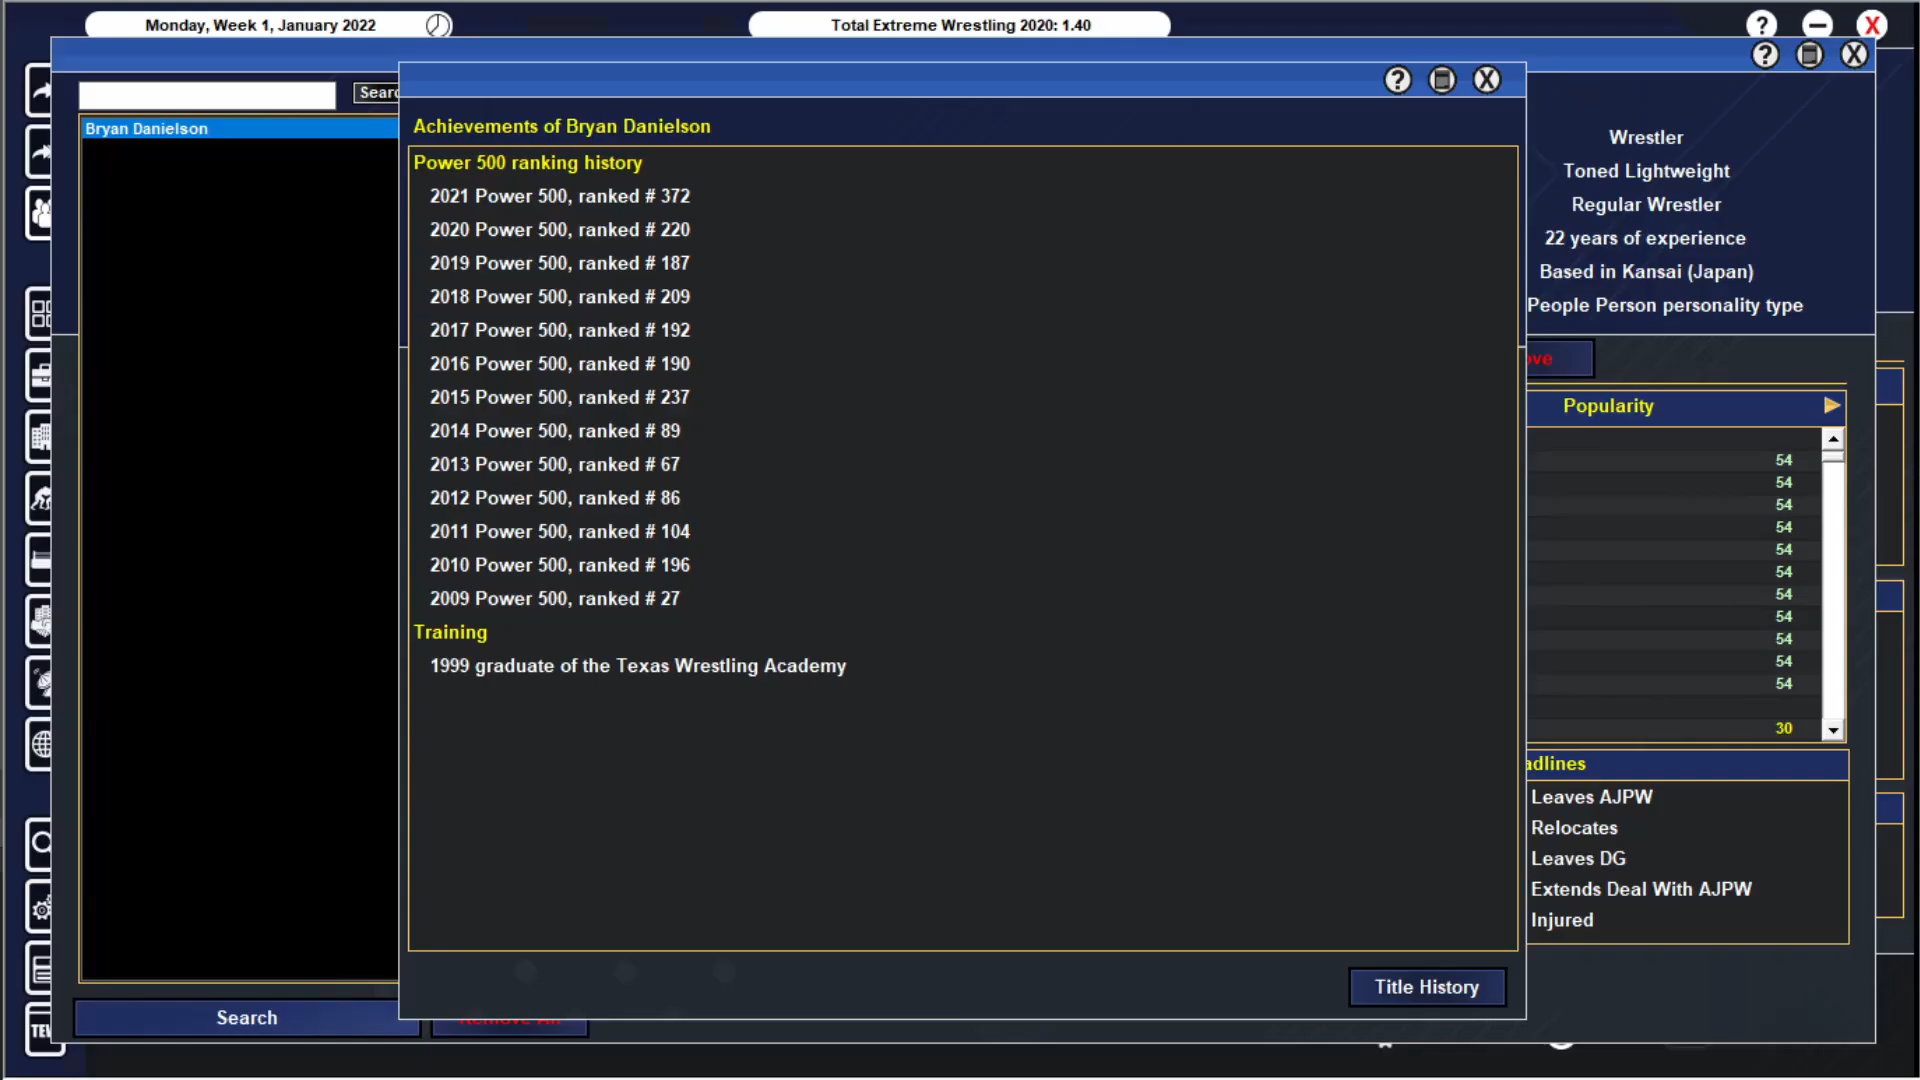 Monday, Week 1, January 2022
Total Extreme Wrestling 2020: 1.40
Bryan Danielson
Achievements of Bryan Danielson
Power 500 ranking history
2021 Power 500, ranked # 372
2020 Power 500, ranked # 220
2019 Power 500, ranked # 187
2018 Power 500, ranked # 209
2017 Power 500, ranked # 192
2016 Power 500, ranked # 190
2015 Power 500, ranked # 237
2014 Power 500, ranked # 89
2013 Power 500, ranked # 67
2012 Power 500, ranked # 86
2011 Power 500, ranked # 104
2010 Power 500, ranked # 196
2009 Power 500, ranked # 27
Training
1999 graduate of the Texas Wrestling Academy
Title History
Search
Wrestler
Toned Lightweight
Regular Wrestler
22 years of experience
Based in Kansai (Japan)
People Person personality type
Popularity
54
54
54
54
54
54
54
54
54
54
54
30
Leaves AJPW
Relocates
Leaves DG
Extends Deal With AJPW
Injured